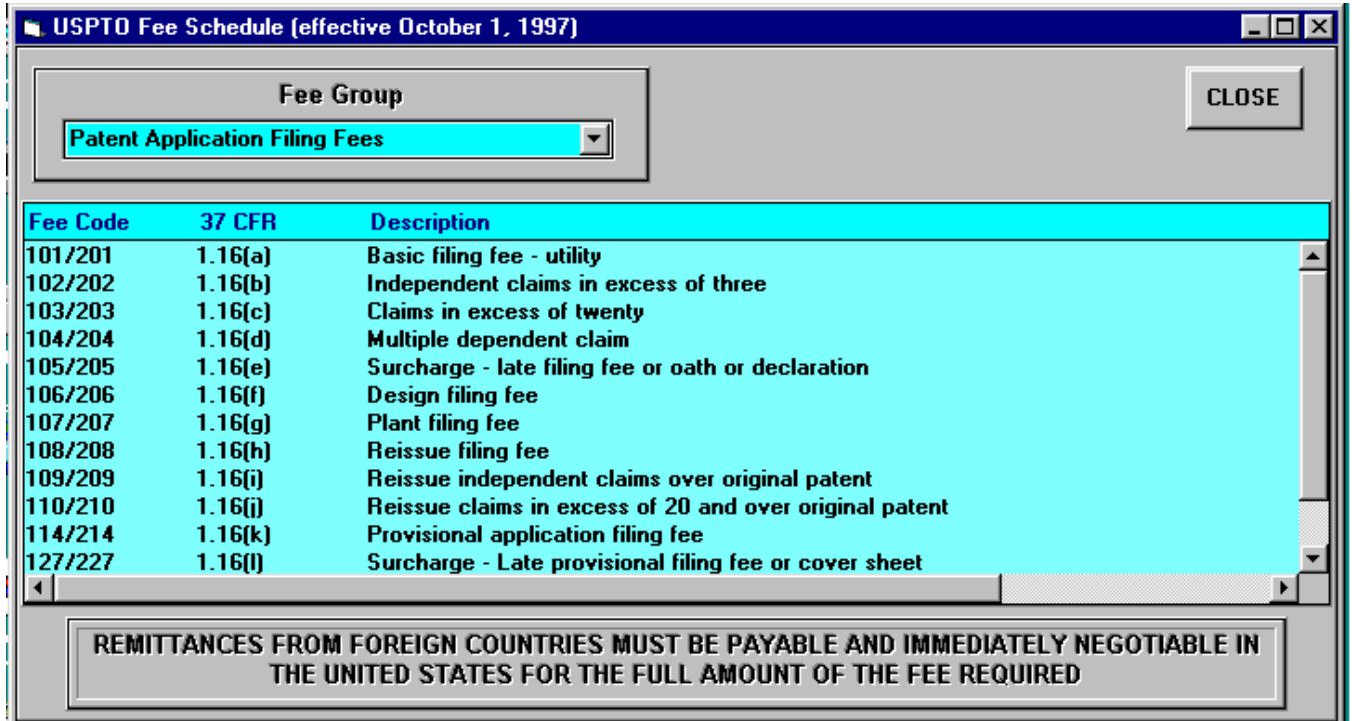 USPTO Fee Schedule (effective October 1, 1997)
Fee Group
CLOSE
Patent Application Filing Fees
Fee Code 37 CFR Description
101/201 1.16(a) Basic filing fee - utility
102/202 1.16(b) Independent claims in excess of three
103/203 1.16(c) Claims in excess of twenty
104/204 1.16(d) Multiple dependent claim
105/205 1.16(e) Surcharge - late filing fee or oath or declaration
106/206 1.16(f) Design filing fee
107/207 1.16(g) Plant filing fee
108/208 1.16(h) Reissue filing fee
109/209 1.16(i) Reissue independent claims over original patent
110/210 1.16(j) Reissue claims in excess of 20 and over original patent
114/214 1.16(k) Provisional application filing fee
127/227 1.16(l) Surcharge - Late provisional filing fee or cover sheet
REMITTANCES FROM FOREIGN COUNTRIES MUST BE PAYABLE AND IMMEDIATELY NEGOTIABLE IN
THE UNITED STATES FOR THE FULL AMOUNT OF THE FEE REQUIRED